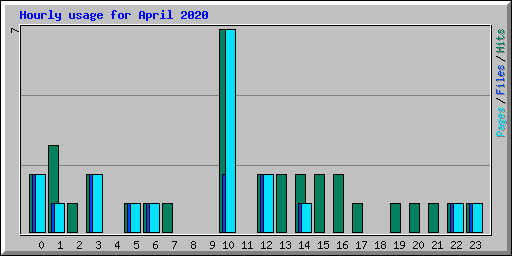 Hourly usage for April 2020
7
Pages/Files/Hits
0 1 2 3 4 5 6 7 8 9 10 11 12 13 14 15 16 17 18 19 20 21 22 23